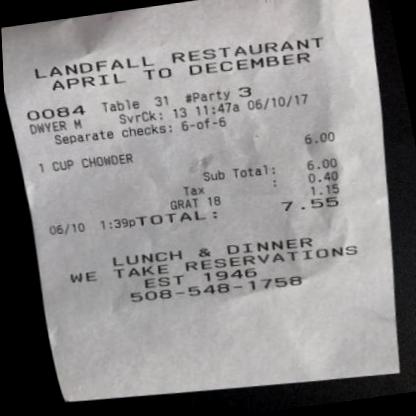 LANDFALL RESTAURANT
APRIL TO DECEMBER
0084 Table 31 #Party 3
DWYER M SvrCk: 13 11:47a 06/10/17
Separate checks: 6-of-6
1 CUP CHOWDER 6.00
Sub Total: 6.00
Tax : 0.40
GRAT 18 1.15
06/10 1:39pTOTAL: 7.55
LUNCH & DINNER
WE TAKE RESERVATIONS
EST 1946
508-548-1758